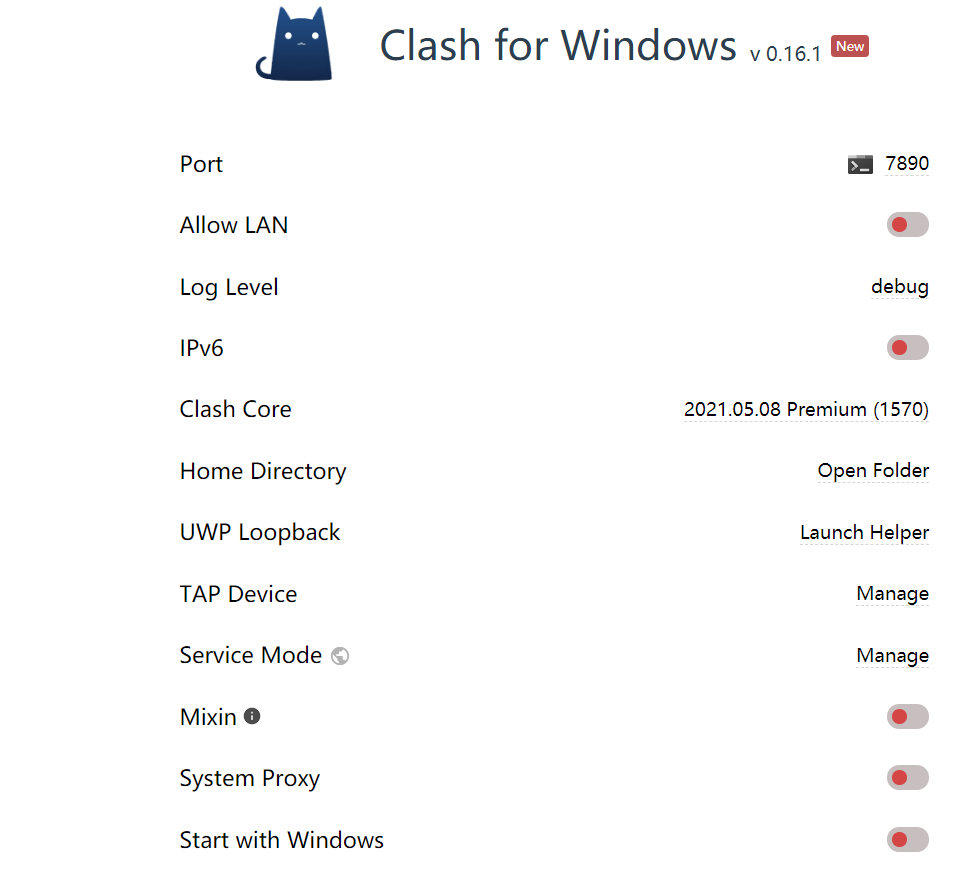 Clash for Windows v 0.16.1 New
Port 7890
Allow LAN
Log Level debug
IPv6
Clash Core 2021.05.08 Premium (1570)
Home Directory Open Folder
UWP Loopback Launch Helper
TAP Device Manage
Service Mode Manage
Mixin
System Proxy
Start with Windows